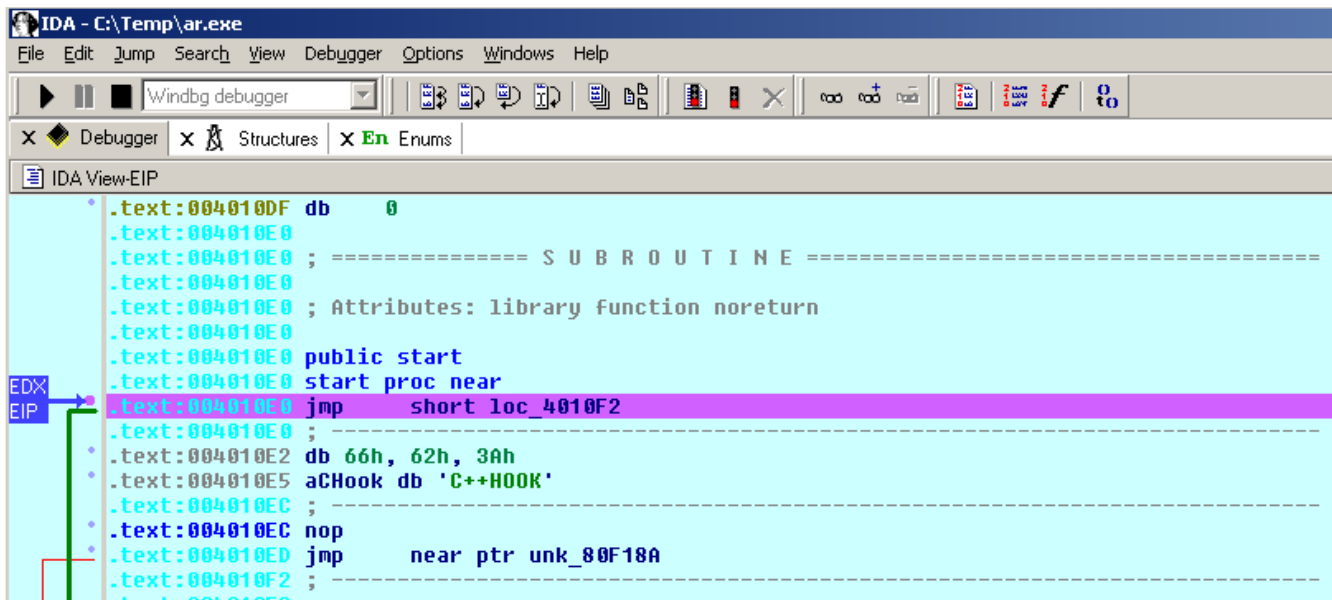 IDA - C:\Temp\ar.exe
File Edit Jump Search View Debugger Options Windows Help
Windbg debugger
X Debugger X Structures X En Enums
IDA View-EIP
.text:004010DF db 0
.text:004010E0
.text:004010E0 ; =============== S U B R O U T I N E =======================================
.text:004010E0
.text:004010E0 ; Attributes: library function noreturn
.text:004010E0
.text:004010E0 public start
EDX .text:004010E0 start proc near
EIP .text:004010E0 jmp short loc_4010F2
.text:004010E0 ; ---------------------------------------------------------------------------
.text:004010E2 db 66h, 62h, 3Ah
.text:004010E5 aCHook db 'C++HOOK'
.text:004010EC ; ---------------------------------------------------------------------------
.text:004010EC nop
.text:004010ED jmp near ptr unk_80F18A
.text:004010F2 ; ---------------------------------------------------------------------------